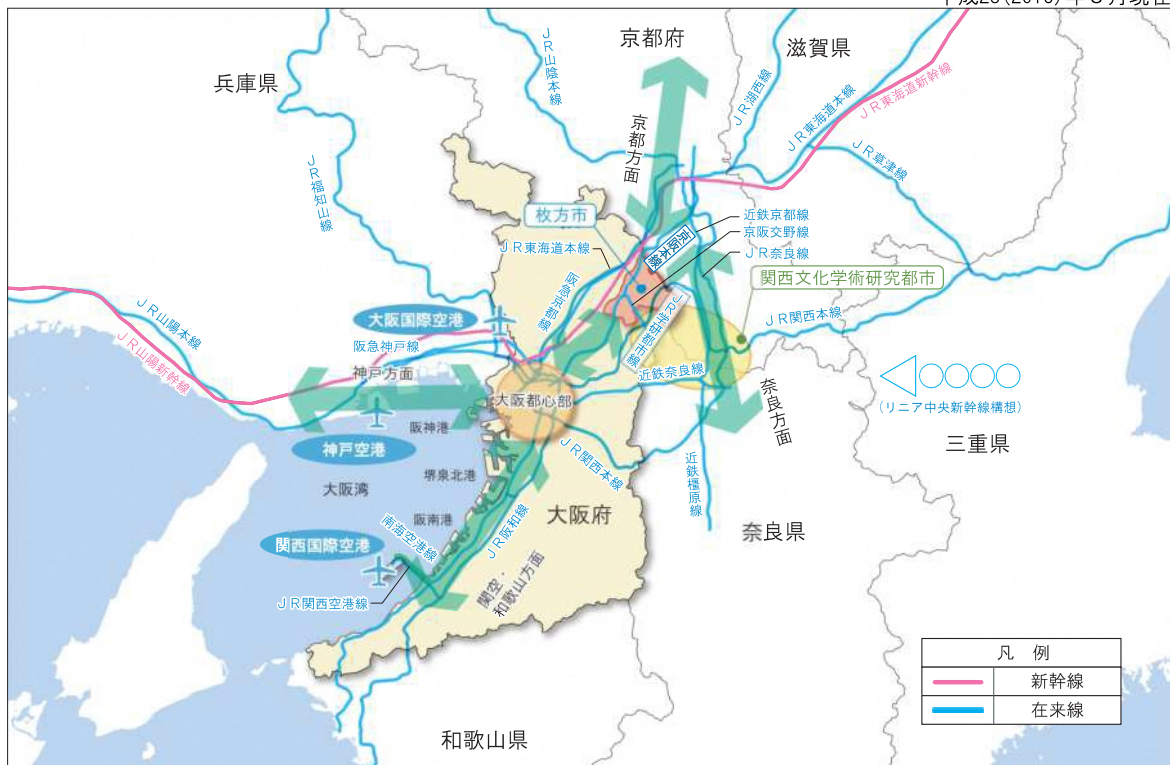 京都府
滋賀県
兵庫県
JR山陰本線
JR湖西線
JR東海道本線
JR東海道新幹線
京都方面
JR草津線
JR福知山線
枚方市
近鉄京都線
京阪交野線
京阪本線
JR東海道本線
JR奈良線
関西文化学術研究都市
阪急京都線
JR山陽本線
大阪国際空港
JR学研都市線
JR関西本線
JR山陽新幹線
阪急神戸線
神戸方面
近鉄奈良線
大阪都心部
(リニア中央新幹線構想)
奈良方面
阪神港
神戸空港
三重県
JR関西本線
近鉄橿原線
堺泉北港
大阪湾
大阪府
阪南港
JR阪和線
奈良県
南海空港線
関西国際空港
関空・
和歌山方面
JR関西空港線
凡 例
新幹線
在来線
和歌山県